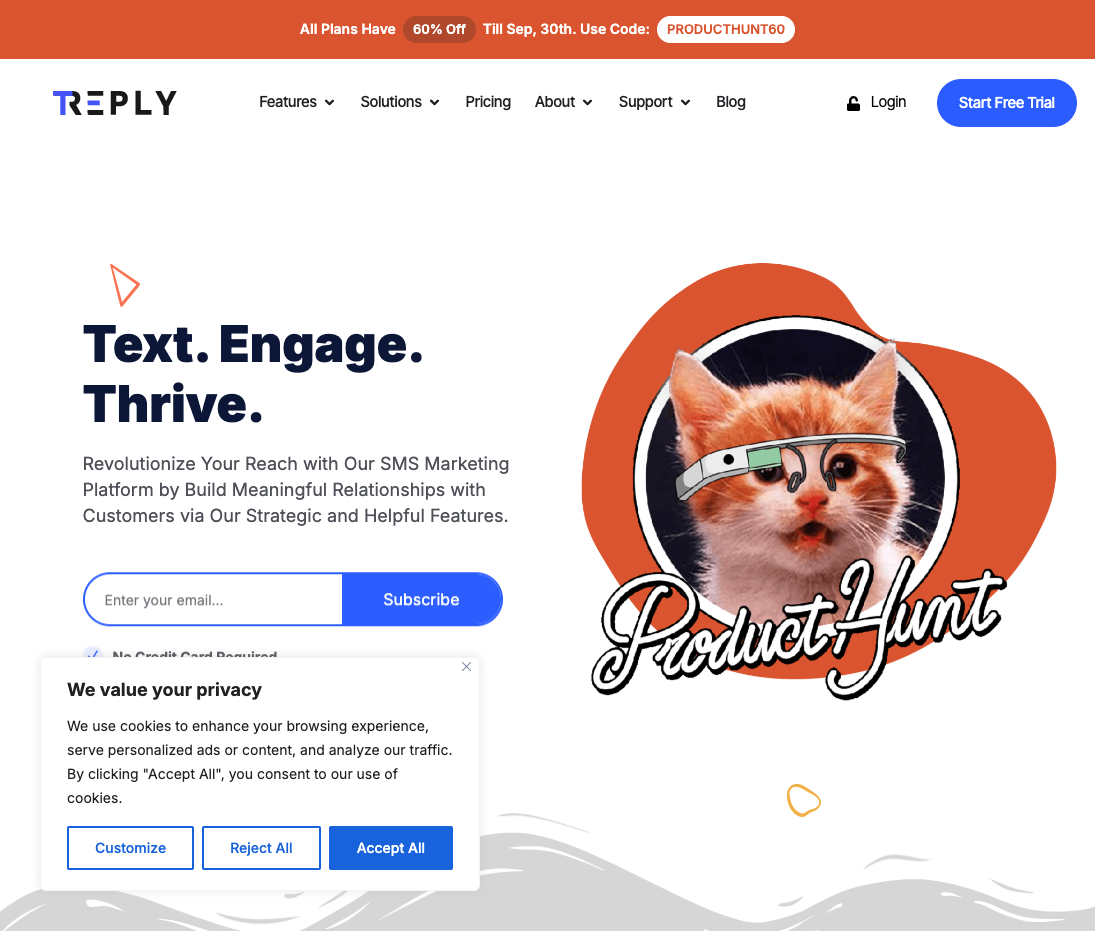 All Plans Have 60% Off Till Sep, 30th. Use Code: PRODUCTHUNT60
TREPLY
Features Solutions Pricing About Support Blog Login Start Free Trial
Text. Engage.
Thrive.
Revolutionize Your Reach with Our SMS Marketing
Platform by Build Meaningful Relationships with
Customers via Our Strategic and Helpful Features.
Enter your email... Subscribe
No Credit Card Required
Product Hunt
We value your privacy
We use cookies to enhance your browsing experience,
serve personalized ads or content, and analyze our traffic.
By clicking "Accept All", you consent to our use of
cookies.
Customize Reject All Accept All